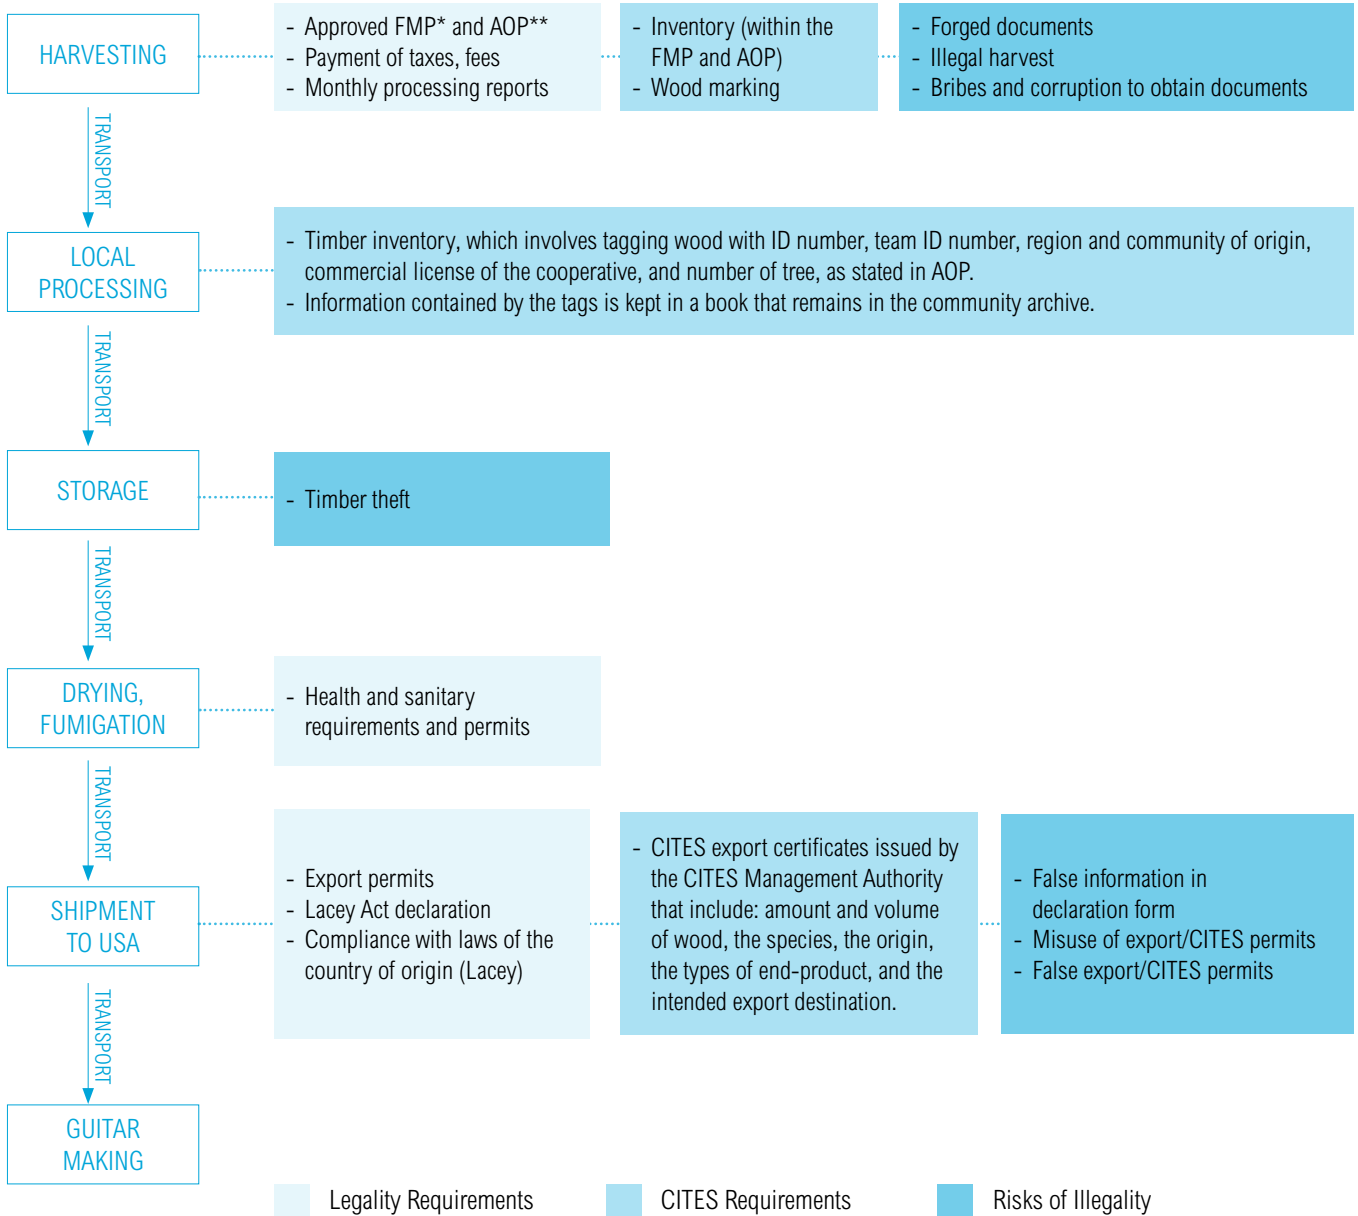 HARVESTING
- Approved FMP* and AOP**
- Payment of taxes, fees
- Monthly processing reports
- Inventory (within the
FMP and AOP)
- Wood marking
- Forged documents
- Illegal harvest
- Bribes and corruption to obtain documents
TRANSPORT
LOCAL
PROCESSING
- Timber inventory, which involves tagging wood with ID number, team ID number, region and community of origin,
commercial license of the cooperative, and number of tree, as stated in AOP.
- Information contained by the tags is kept in a book that remains in the community archive.
TRANSPORT
STORAGE
- Timber theft
TRANSPORT
DRYING,
FUMIGATION
- Health and sanitary
requirements and permits
TRANSPORT
SHIPMENT
TO USA
- Export permits
- Lacey Act declaration
- Compliance with laws of the
country of origin (Lacey)
- CITES export certificates issued by
the CITES Management Authority
that include: amount and volume
of wood, the species, the origin,
the types of end-product, and the
intended export destination.
- False information in
declaration form
- Misuse of export/CITES permits
- False export/CITES permits
TRANSPORT
GUITAR
MAKING
Legality Requirements
CITES Requirements
Risks of Illegality